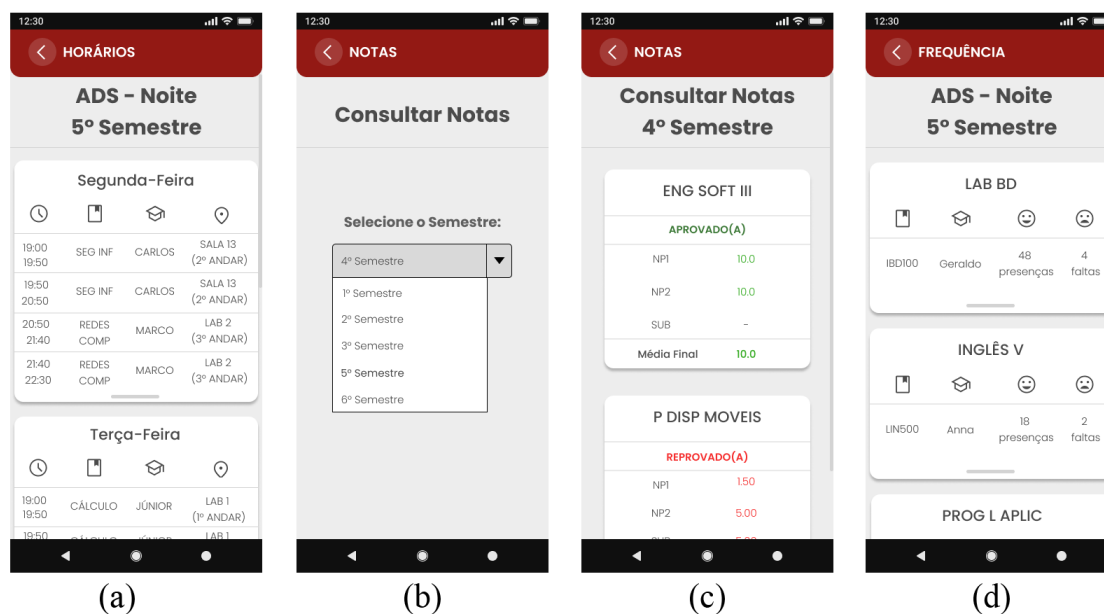 12:30
HORÁRIOS
ADS - Noite
5º Semestre
Segunda-Feira
19:00 19:50 SEG INF CARLOS SALA 13 (2º ANDAR)
19:50 20:50 SEG INF CARLOS SALA 13 (2º ANDAR)
20:50 21:40 REDES COMP MARCO LAB 2 (3º ANDAR)
21:40 22:30 REDES COMP MARCO LAB 2 (3º ANDAR)
Terça-Feira
19:00 19:50 CÁLCULO JÚNIOR LAB 1 (1º ANDAR)
19:50 LAB 1
(a)
12:30
NOTAS
Consultar Notas
Selecione o Semestre:
4º Semestre
1º Semestre
2º Semestre
3º Semestre
5º Semestre
6º Semestre
(b)
12:30
NOTAS
Consultar Notas
4º Semestre
ENG SOFT III
APROVADO(A)
NP1 10.0
NP2 10.0
SUB -
Média Final 10.0
P DISP MOVEIS
REPROVADO(A)
NP1 1.50
NP2 5.00
(c)
12:30
FREQUÊNCIA
ADS - Noite
5º Semestre
LAB BD
IBD100 Geraldo 48 presenças 4 faltas
INGLÊS V
LIN500 Anna 18 presenças 2 faltas
PROG L APLIC
(d)